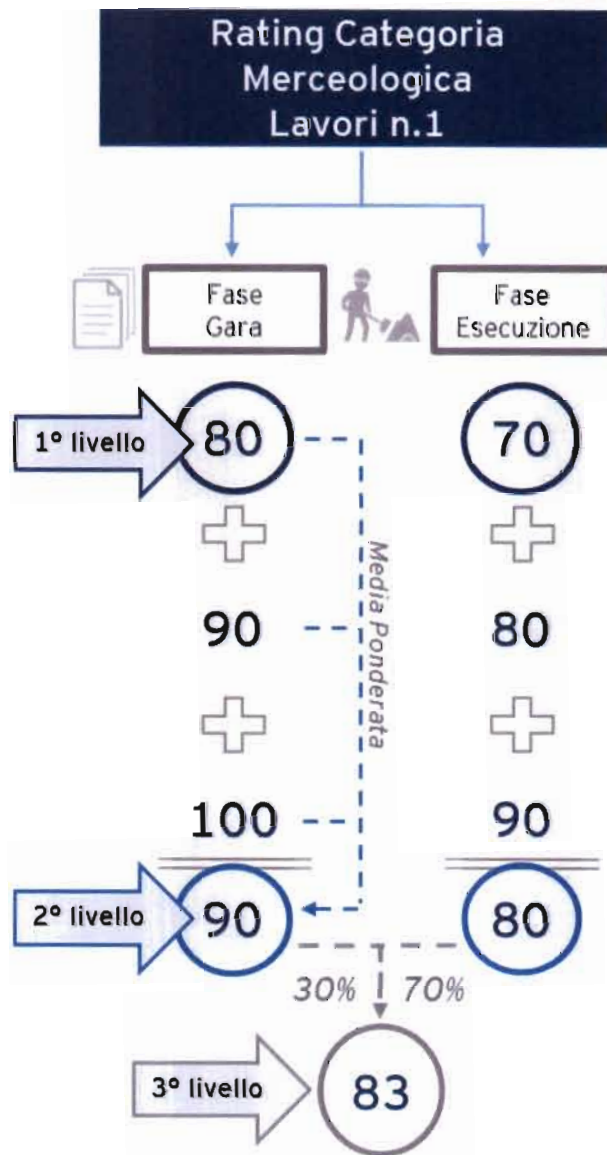 Rating Categoria
Merceologica
Lavori n.1
Fase
Gara
Fase
Esecuzione
1° livello
80
70
Media Ponderata
90
80
100
90
2° livello
90
80
30%
70%
3° livello
83